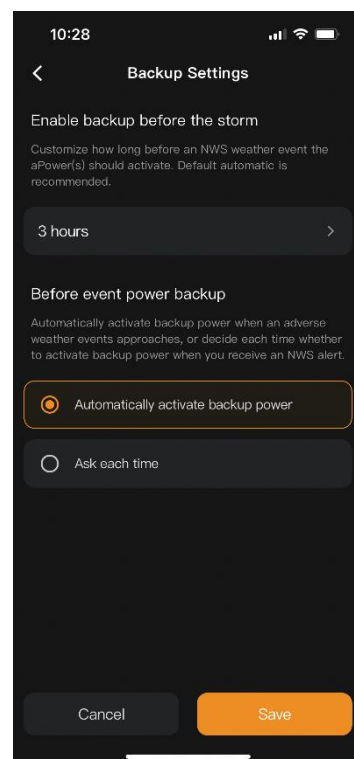 10:28
Backup Settings
Enable backup before the storm
Customize how long before an NWS weather event the
aPower(s) should activate. Default automatic is
recommended.
3 hours
Before event power backup
Automatically activate backup power when an adverse
weather events approaches, or decide each time whether
to activate backup power when you receive an NWS alert.
Automatically activate backup power
Ask each time
Cancel
Save